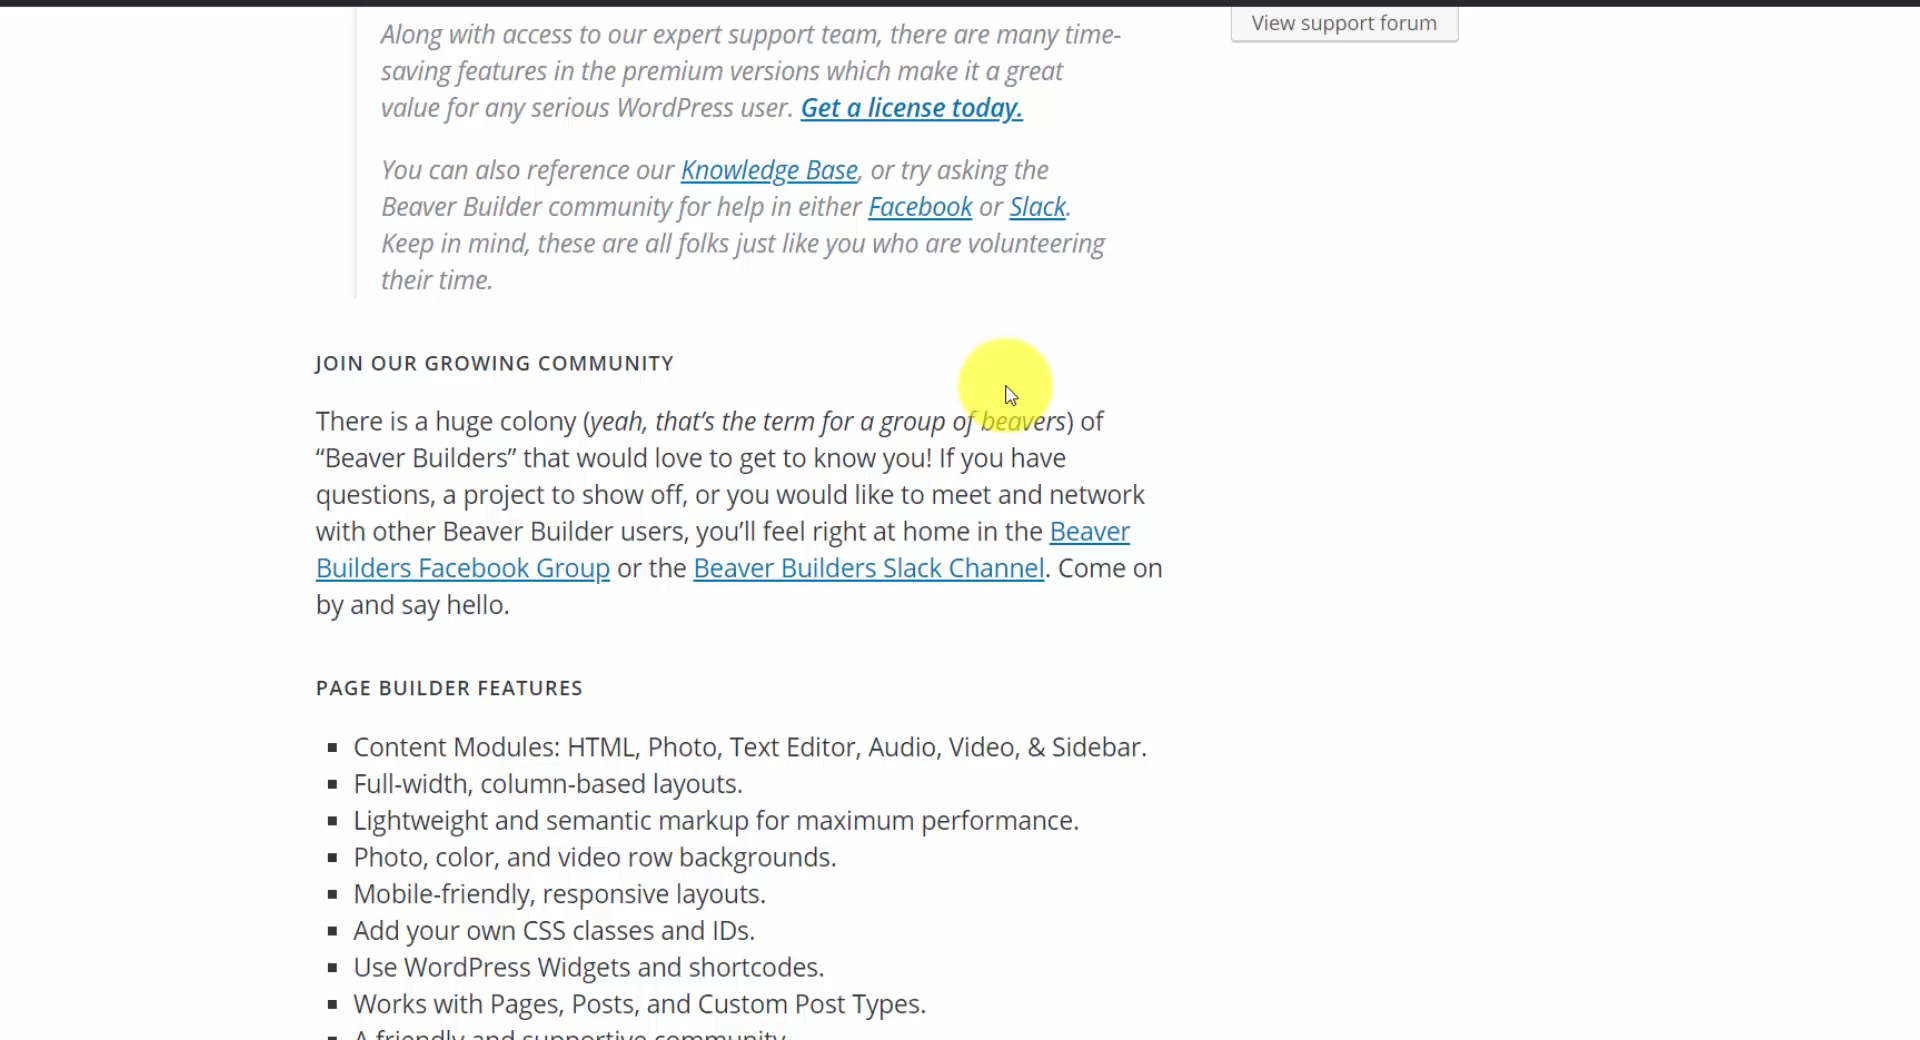 Along with access to our expert support team, there are many time-
saving features in the premium versions which make it a great
value for any serious WordPress user. Get a license today.
You can also reference our Knowledge Base, or try asking the
Beaver Builder community for help in either Facebook or Slack.
Keep in mind, these are all folks just like you who are volunteering
their time.
View support forum
JOIN OUR GROWING COMMUNITY
There is a huge colony (yeah, that’s the term for a group of beavers) of
“Beaver Builders” that would love to get to know you! If you have
questions, a project to show off, or you would like to meet and network
with other Beaver Builder users, you’ll feel right at home in the Beaver
Builders Facebook Group or the Beaver Builders Slack Channel. Come on
by and say hello.
PAGE BUILDER FEATURES
Content Modules: HTML, Photo, Text Editor, Audio, Video, & Sidebar.
Full-width, column-based layouts.
Lightweight and semantic markup for maximum performance.
Photo, color, and video row backgrounds.
Mobile-friendly, responsive layouts.
Add your own CSS classes and IDs.
Use WordPress Widgets and shortcodes.
Works with Pages, Posts, and Custom Post Types.
A friendly and supportive community